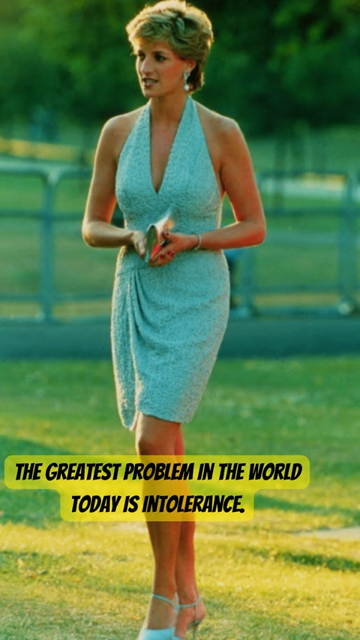 THE GREATEST PROBLEM IN THE WORLD
TODAY IS INTOLERANCE.